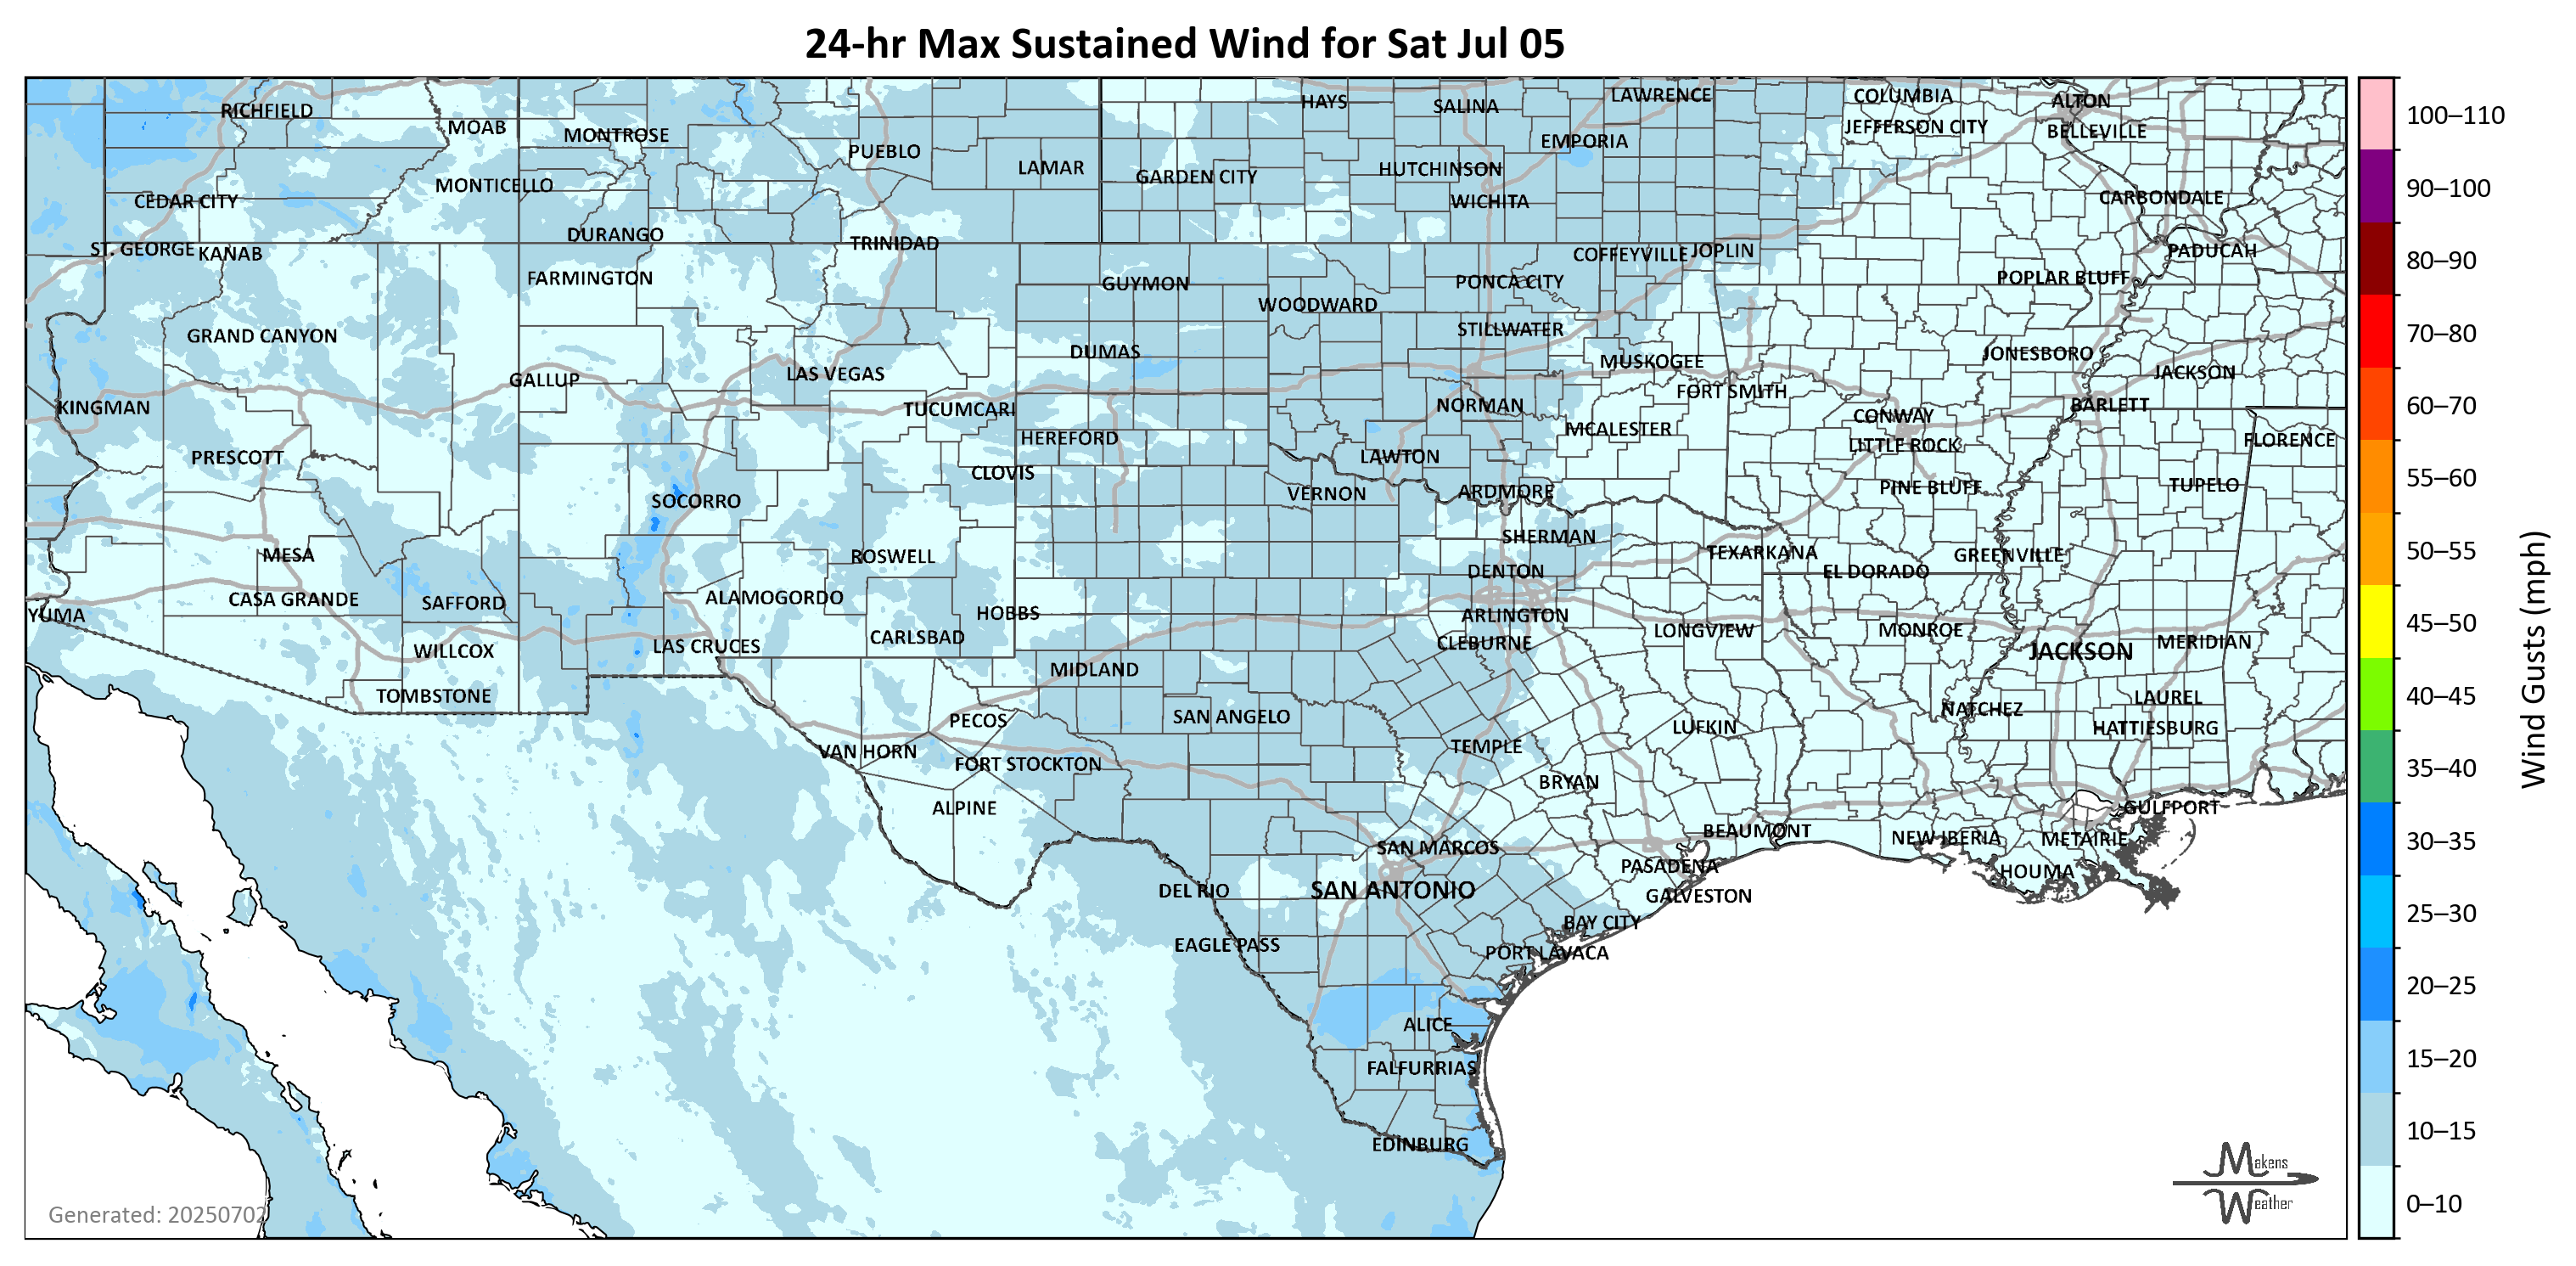 24-hr Max Sustained Wind for Sat Jul 05
RICHFIELD
MOAB
MONTROSE
PUEBLO
LAMAR
GARDEN CITY
HAYS
SALINA
LAWRENCE
EMPORIA
HUTCHINSON
WICHITA
COLUMBIA
JEFFERSON CITY
ALTON
BELLEVILLE
CARBONDALE
CEDAR CITY
MONTICELLO
DURANGO
TRINIDAD
ST. GEORGE
KANAB
FARMINGTON
GUYMON
WOODWARD
PONCA CITY
COFFEYVILLE
JOPLIN
POPLAR BLUFF
PADUCAH
GRAND CANYON
STILLWATER
DUMAS
MUSKOGEE
JONESBORO
JACKSON
GALLUP
LAS VEGAS
FORT SMITH
KINGMAN
TUCUMCARI
NORMAN
CONWAY
BARLETT
HEREFORD
MCALESTER
LITTLE ROCK
FLORENCE
PRESCOTT
CLOVIS
LAWTON
SOCORRO
VERNON
ARDMORE
PINE BLUFF
TUPELO
SHERMAN
MESA
ROSWELL
TEXARKANA
GREENVILLE
DENTON
EL DORADO
YUMA
CASA GRANDE
SAFFORD
ALAMOGORDO
HOBBS
ARLINGTON
LAS CRUCES
CARLSBAD
CLEBURNE
LONGVIEW
MONROE
MERIDIAN
WILLCOX
MIDLAND
JACKSON
TOMBSTONE
LAUREL
PECOS
SAN ANGELO
LUFKIN
NATCHEZ
HATTIESBURG
VAN HORN
FORT STOCKTON
TEMPLE
BRYAN
ALPINE
GULFPORT
BEAUMONT
NEW IBERIA
METAIRIE
SAN MARCOS
PASADENA
HOUMA
DEL RIO
SAN ANTONIO
GALVESTON
BAY CITY
EAGLE PASS
PORT LAVACA
ALICE
FALFURRIAS
EDINBURG
Generated: 20250702
Makens
Weather
100–110
90–100
80–90
70–80
60–70
55–60
50–55
45–50
40–45
35–40
30–35
25–30
20–25
15–20
10–15
0–10
Wind Gusts (mph)